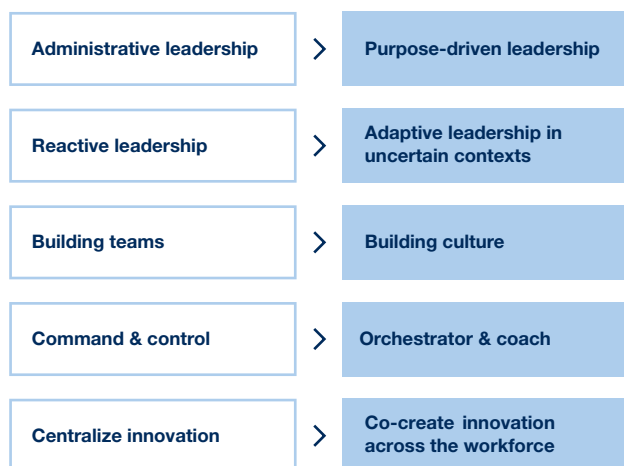 Administrative leadership
Purpose-driven leadership
Reactive leadership
Adaptive leadership in
uncertain contexts
Building teams
Building culture
Command & control
Orchestrator & coach
Centralize innovation
Co-create innovation
across the workforce